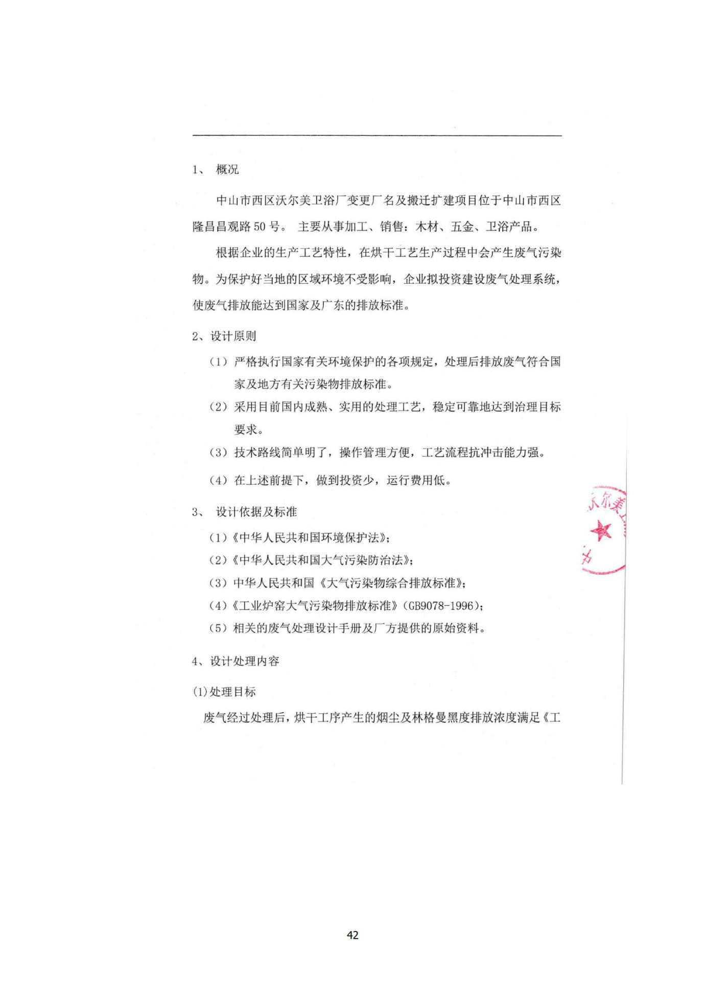 1、 概况
中山市西区沃尔美卫浴厂变更厂名及搬迁扩建项目位于中山市西区
隆昌昌观路 50 号。 主要从事加工、销售：木材、五金、卫浴产品。
根据企业的生产工艺特性，在烘干工艺生产过程中会产生废气污染
物。为保护好当地的区域环境不受影响，企业拟投资建设废气处理系统，
使废气排放能达到国家及广东的排放标准。
2、设计原则
（1）严格执行国家有关环境保护的各项规定，处理后排放废气符合国
家及地方有关污染物排放标准。
（2）采用目前国内成熟、实用的处理工艺，稳定可靠地达到治理目标
要求。
（3）技术路线简单明了，操作管理方便，工艺流程抗冲击能力强。
（4）在上述前提下，做到投资少，运行费用低。
3、 设计依据及标准
（1）《中华人民共和国环境保护法》；
（2）《中华人民共和国大气污染防治法》；
（3）中华人民共和国《大气污染物综合排放标准》；
（4）《工业炉窑大气污染物排放标准》（GB9078-1996）；
（5）相关的废气处理设计手册及厂方提供的原始资料。
4、设计处理内容
(1)处理目标
废气经过处理后，烘干工序产生的烟尘及林格曼黑度排放浓度满足《工
中 沃尔美卫
42